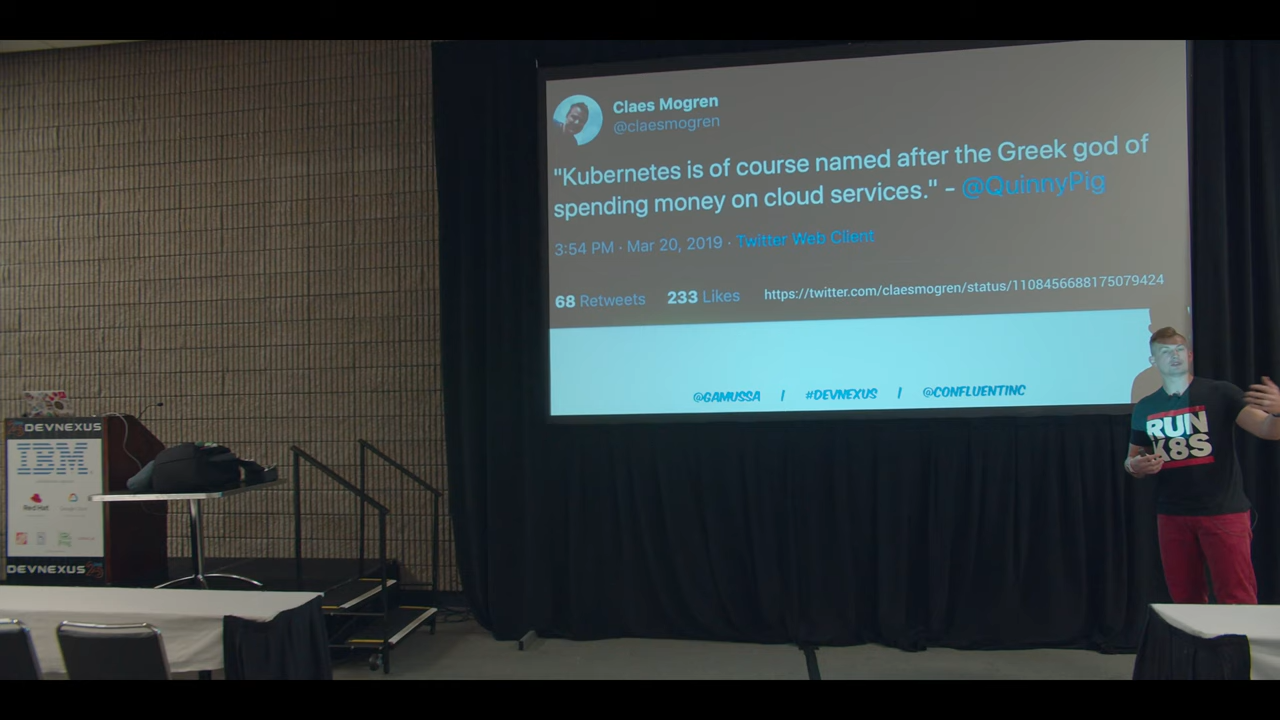 Claes Mogren
@claesmogren
"Kubernetes is of course named after the Greek god of
spending money on cloud services." - @QuinnyPig
3:54 PM · Mar 20, 2019 · Twitter Web Client
68 Retweets 233 Likes https://twitter.com/claesmogren/status/1108456688175079424
@GAMUSSA | #DEVNEXUS | @CONFLUENTINC
RUN
K8S
DEVNEXUS
IBM
Red Hat
DEVNEXUS